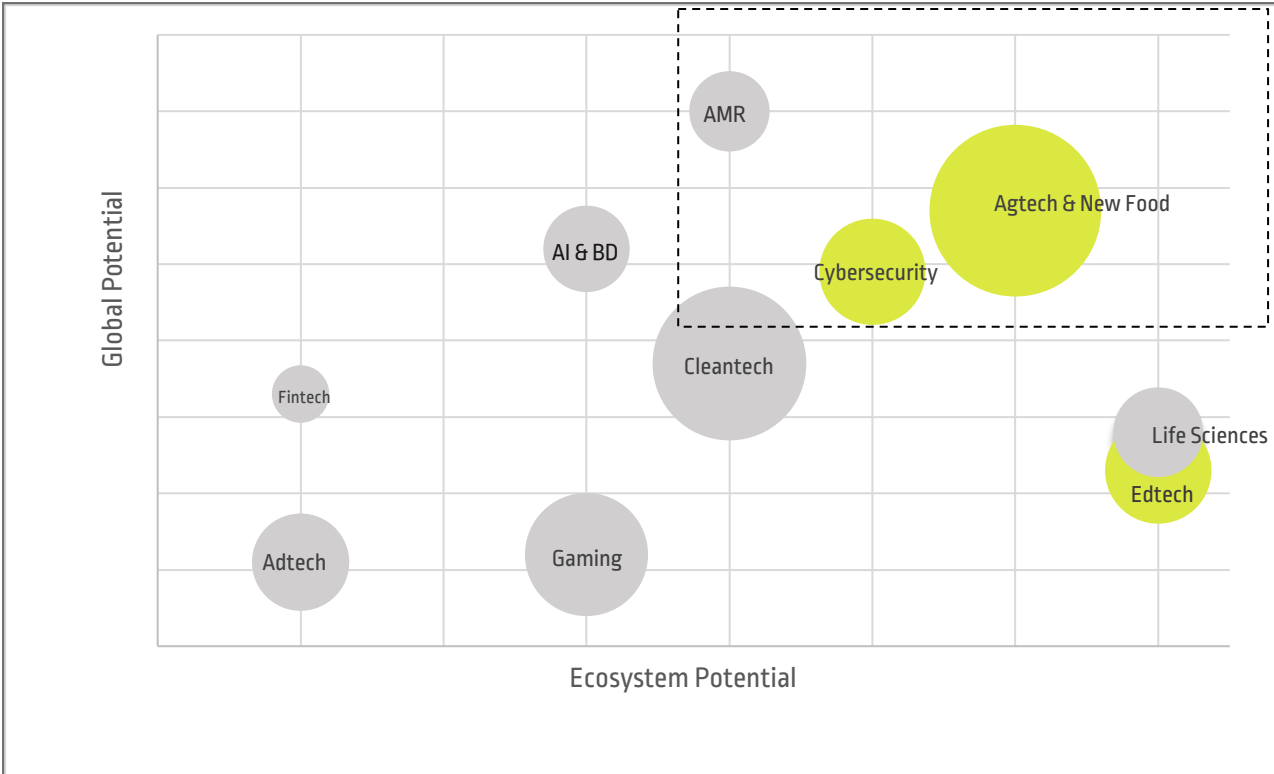 AMR
Agtech & New Food
AI & BD
Cybersecurity
Global Potential
Cleantech
Fintech
Life Sciences
Edtech
Gaming
Adtech
Ecosystem Potential